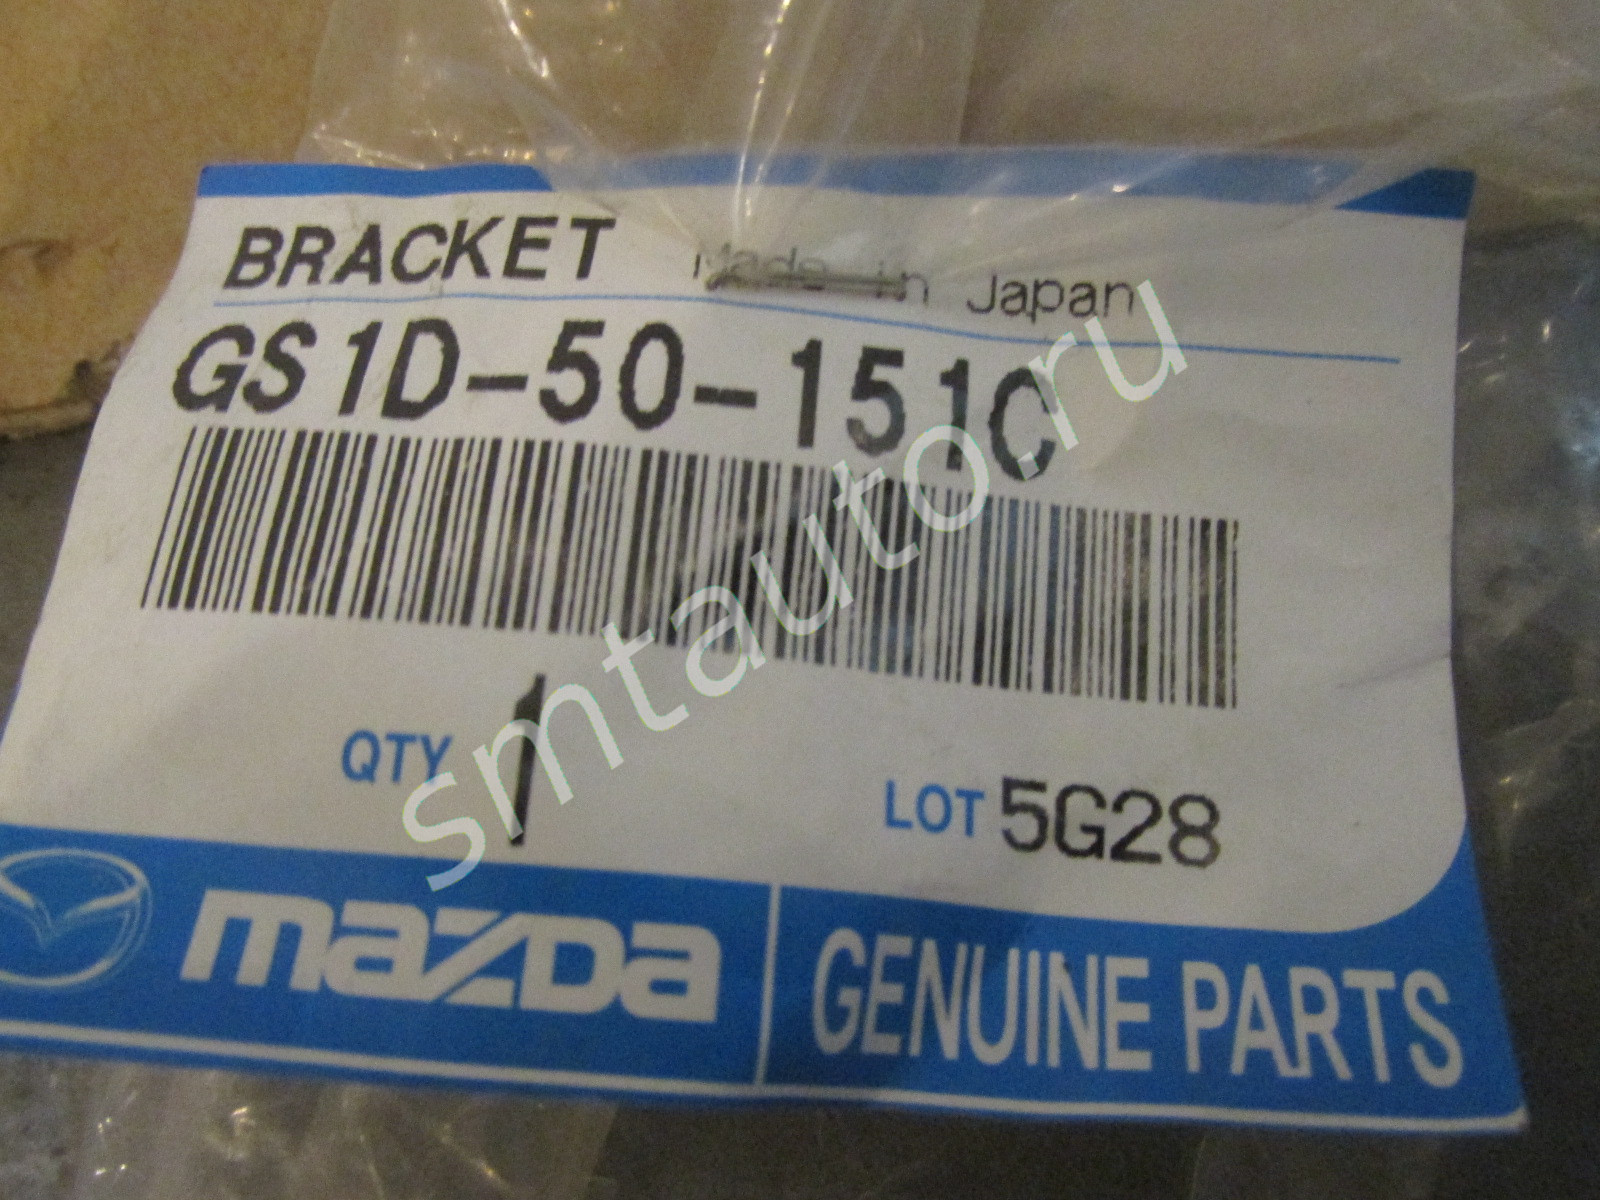 BRACKET Made in Japan
GS1D-50-151C
QTY 1
LOT 5G28
mazda GENUINE PARTS
smtauto.ru